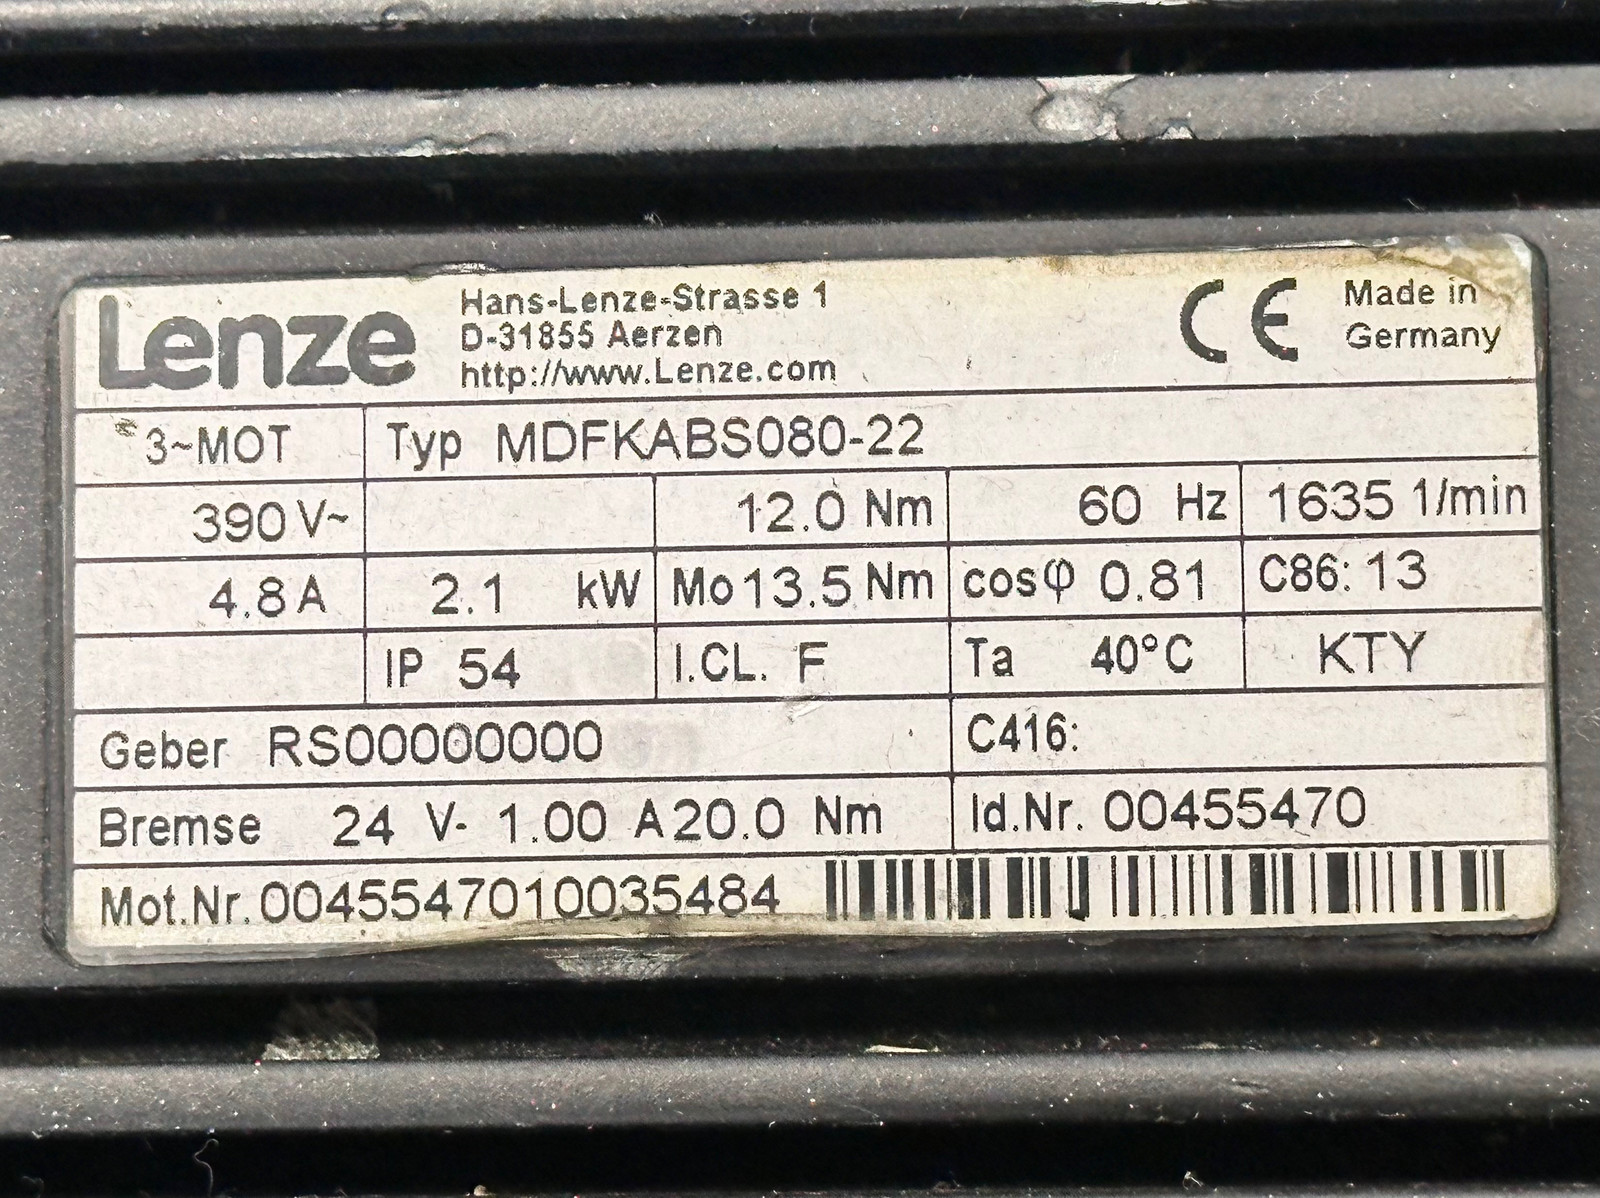 Lenze
Hans-Lenze-Strasse 1
D-31855 Aerzen
http://www.Lenze.com
CE
Made in
Germany
3~MOT Typ MDFKABS080-22
390 V~ 12.0 Nm 60 Hz 1635 1/min
4.8 A 2.1 kW Mo 13.5 Nm cosφ 0.81 C86: 13
IP 54 I.CL. F Ta 40°C KTY
Geber RS00000000 C416:
Bremse 24 V- 1.00 A 20.0 Nm Id.Nr. 00455470
Mot.Nr. 0045547010035484